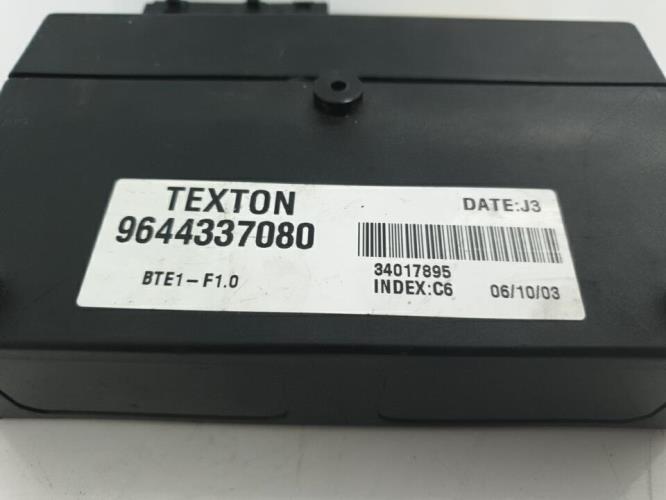 TEXTON
DATE:J3
9644337080
34017895
BTE1-F1.0
INDEX:C6
06/10/03